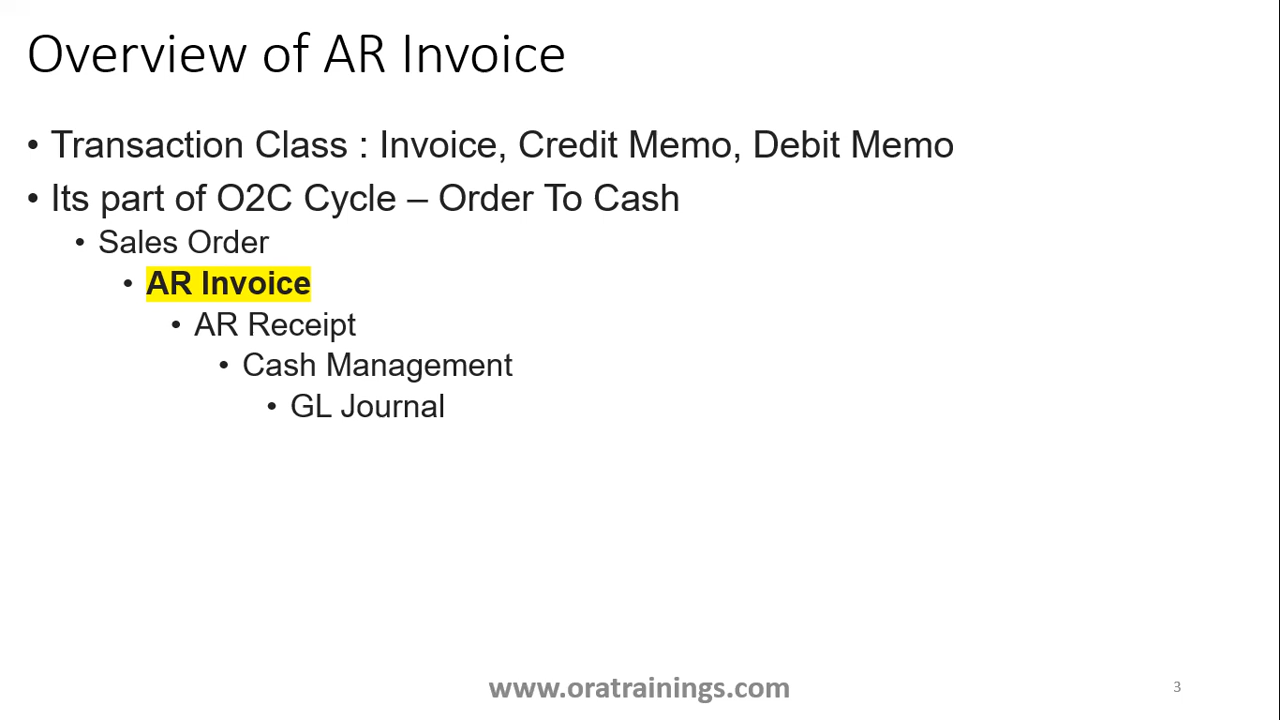 Overview of AR Invoice
• Transaction Class : Invoice, Credit Memo, Debit Memo
• Its part of O2C Cycle – Order To Cash
• Sales Order
• AR Invoice
• AR Receipt
• Cash Management
• GL Journal
www.oratrainings.com
3